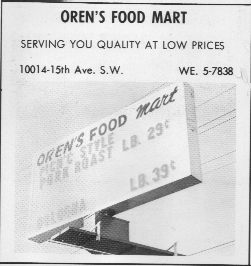 OREN'S FOOD MART
SERVING YOU QUALITY AT LOW PRICES
10014-15th Ave. S.W. WE. 5-7838
OREN'S FOOD Mart
MEN'S STYLE
PORK ROAST LB. 29¢
BOLOGNA LB. 39¢